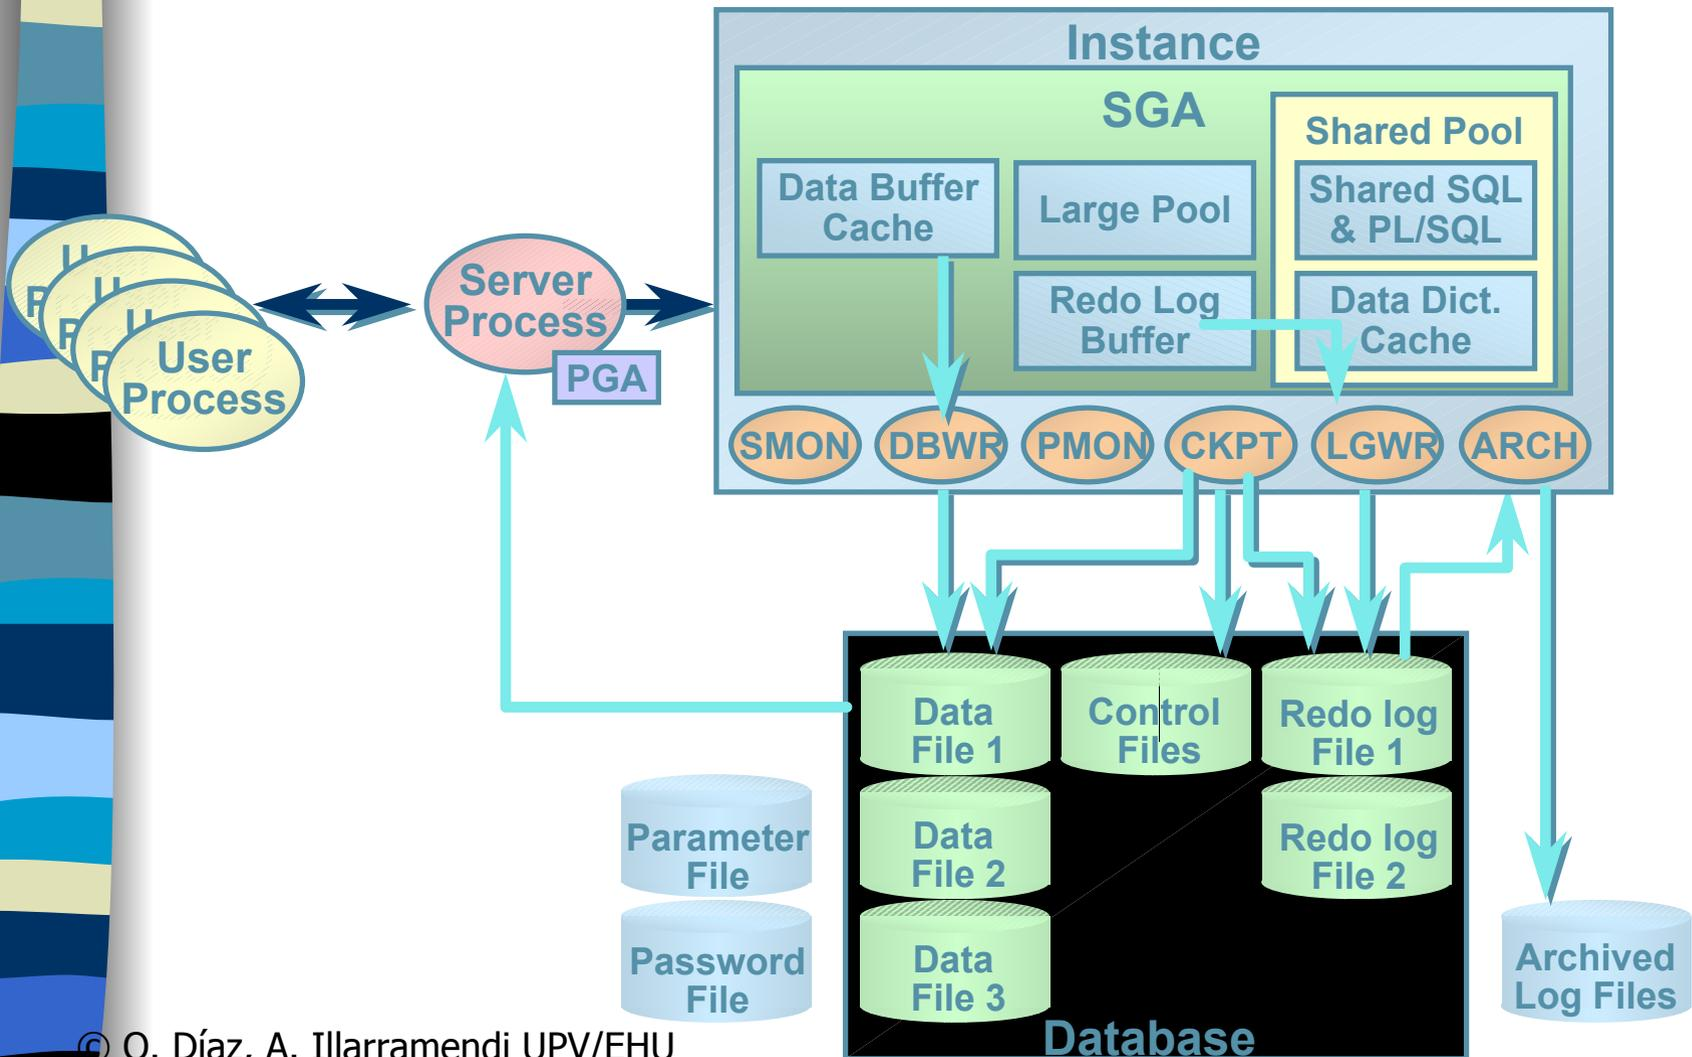 Instance
SGA
Shared Pool
Data Buffer
Cache
Large Pool
Shared SQL
& PL/SQL
Redo Log
Buffer
Data Dict.
Cache
U
P
U
P
U
P
User
Process
Server
Process
PGA
SMON
DBWR
PMON
CKPT
LGWR
ARCH
Data
File 1
Control
Files
Redo log
File 1
Parameter
File
Data
File 2
Redo log
File 2
Password
File
Data
File 3
Archived
Log Files
Database
© O. Díaz, A. Illarramendi UPV/EHU